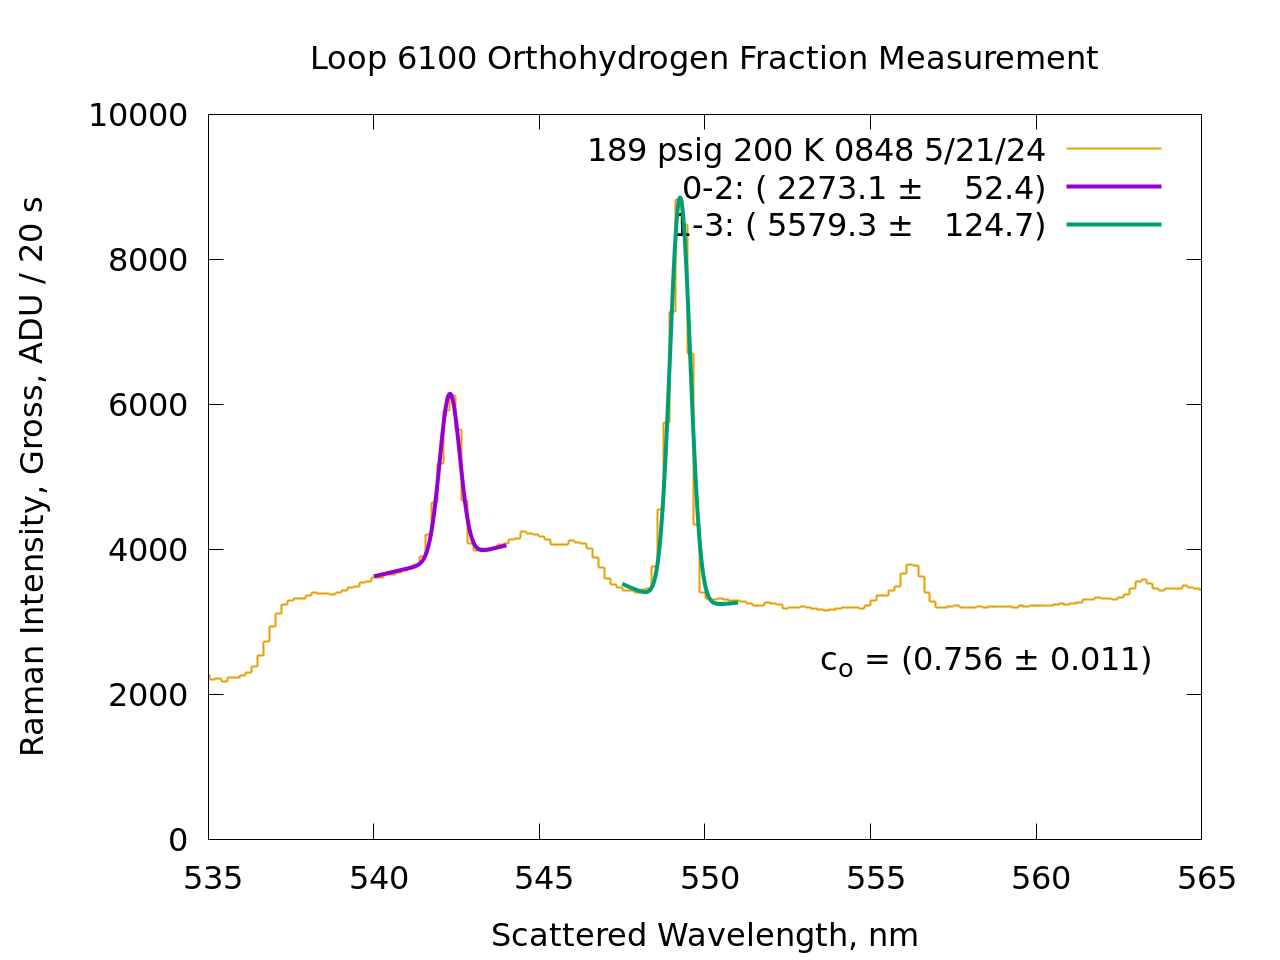 Loop 6100 Orthohydrogen Fraction Measurement
10000
8000
6000
4000
2000
0
Raman Intensity, Gross, ADU / 20 s
189 psig 200 K 0848 5/21/24
0-2: ( 2273.1 ± 52.4)
1-3: ( 5579.3 ± 124.7)
co = (0.756 ± 0.011)
535 540 545 550 555 560 565
Scattered Wavelength, nm